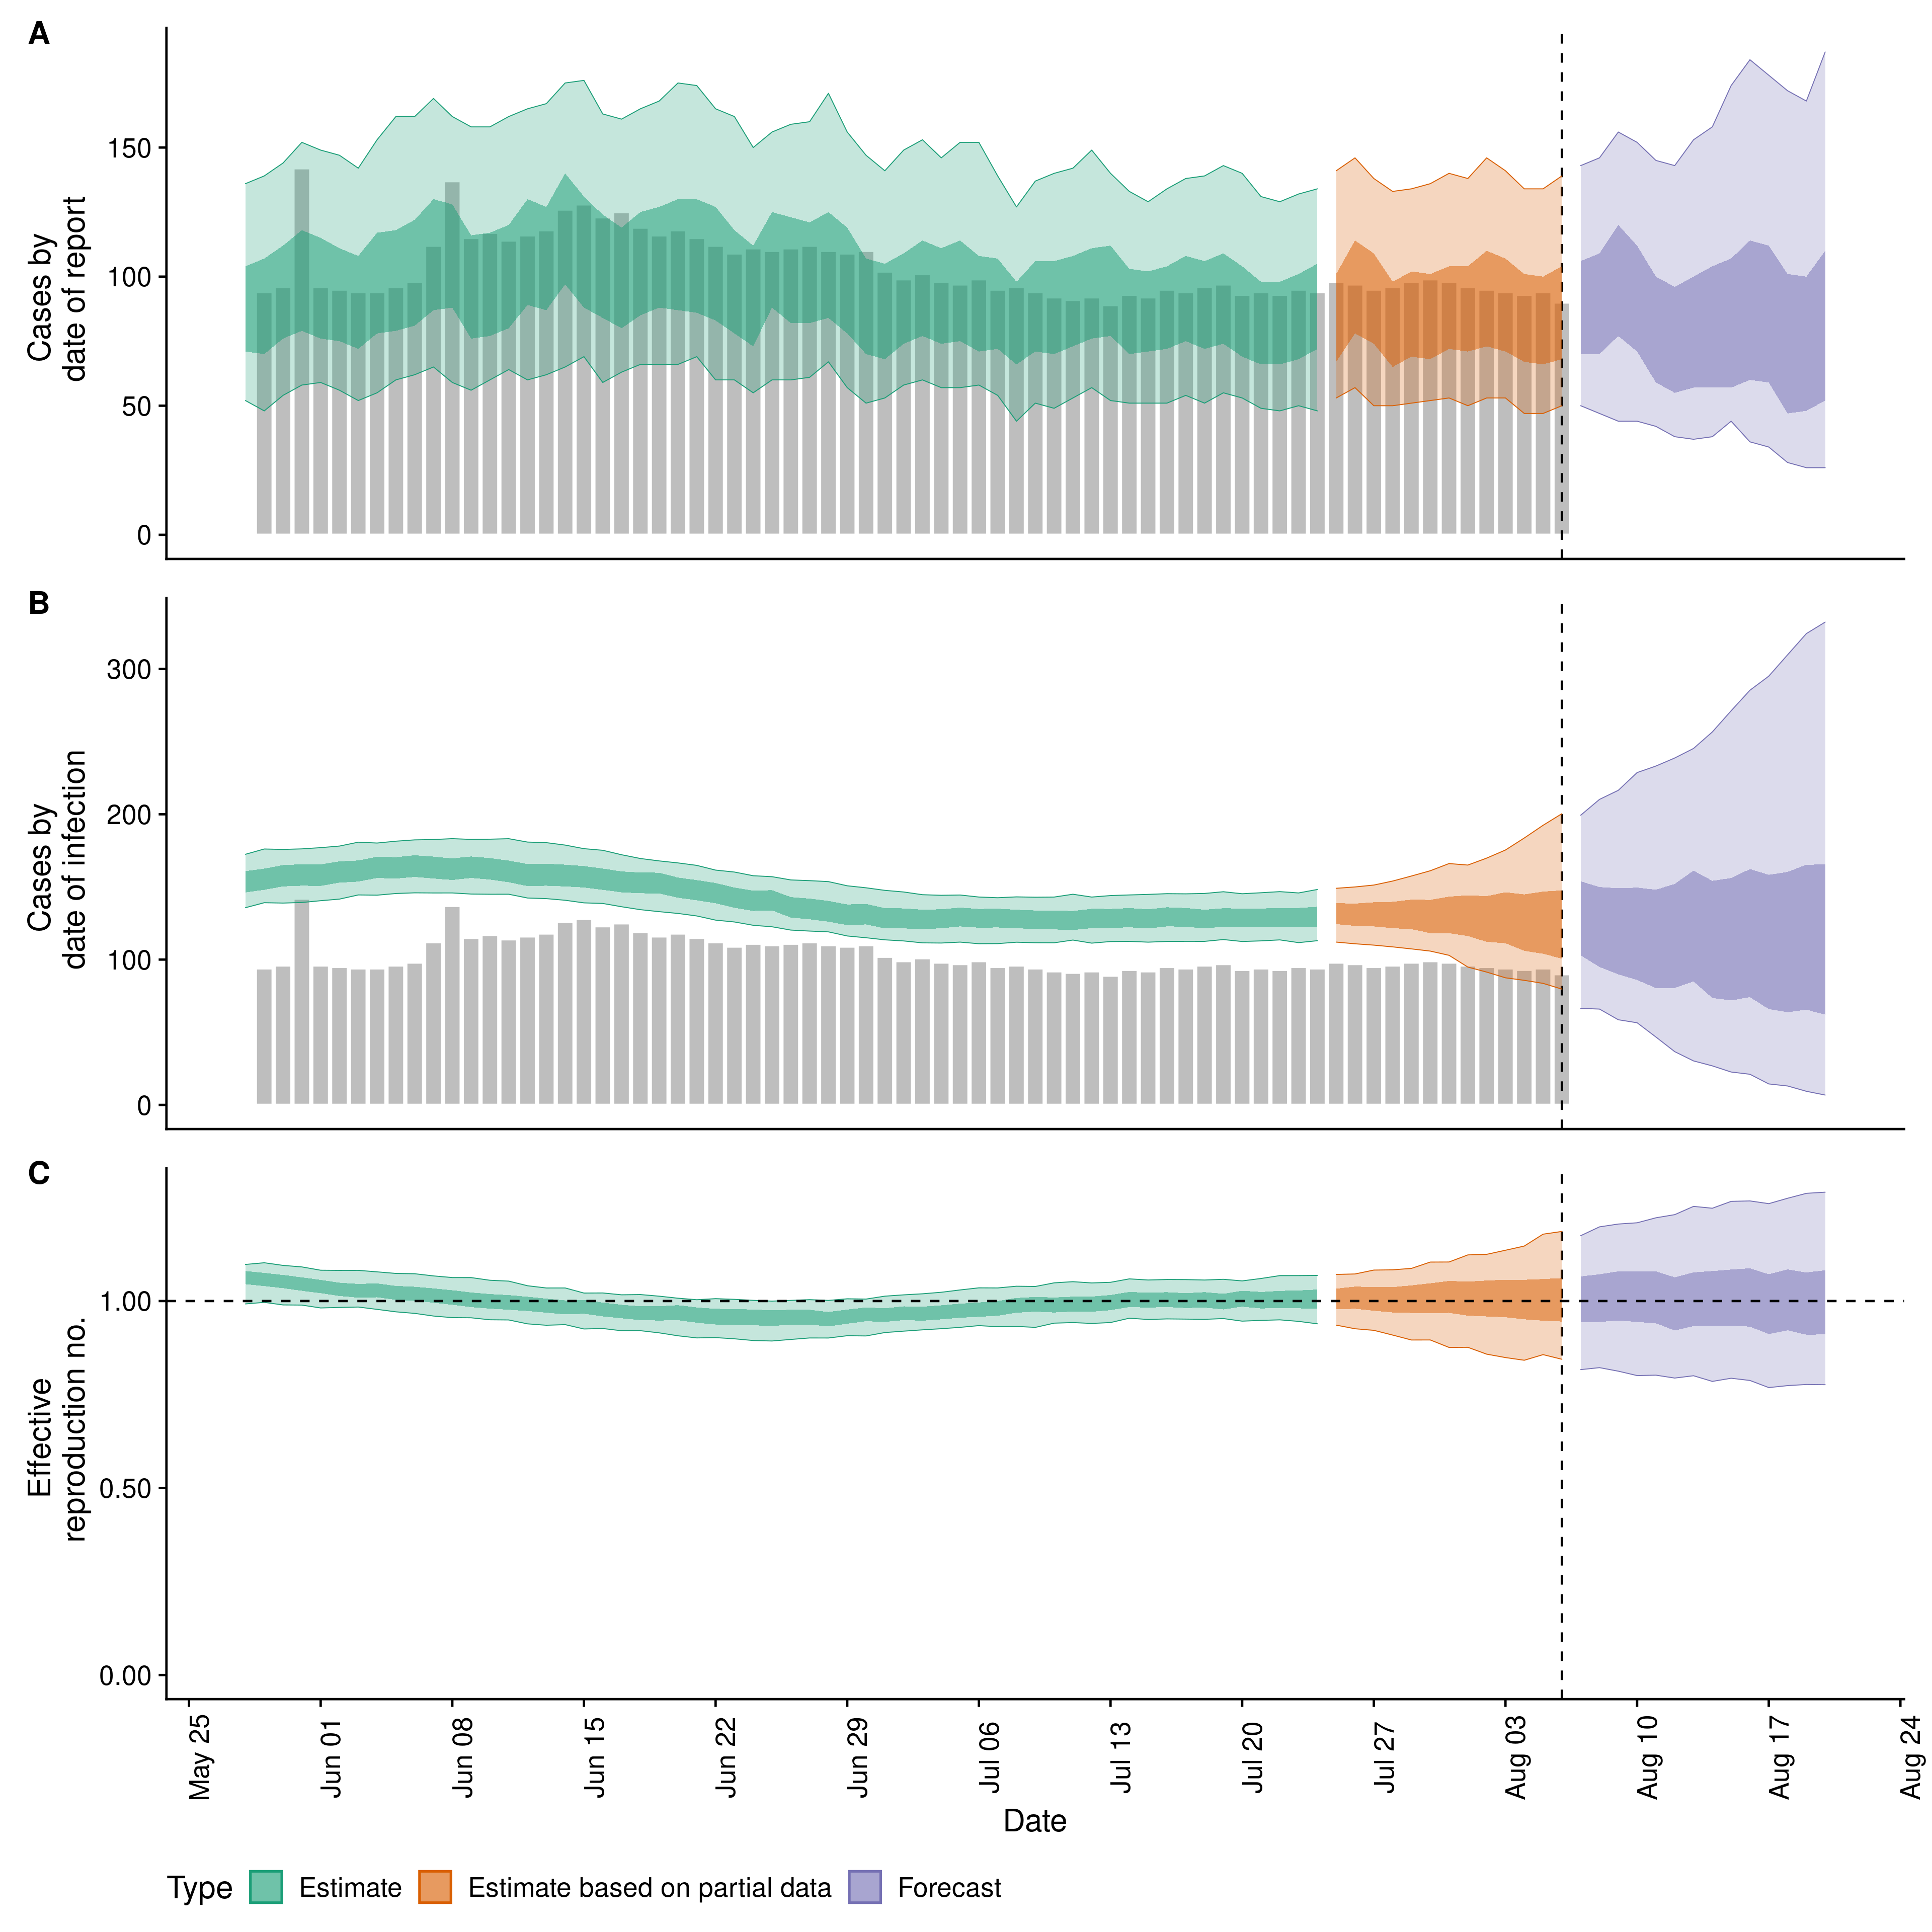 A
Cases by
date of report
150
100
50
0
B
Cases by
date of infection
300
200
100
0
C
Effective
reproduction no.
1.00
0.50
0.00
May 25
Jun 01
Jun 08
Jun 15
Jun 22
Jun 29
Jul 06
Jul 13
Jul 20
Jul 27
Aug 03
Aug 10
Aug 17
Aug 24
Date
Type Estimate Estimate based on partial data Forecast